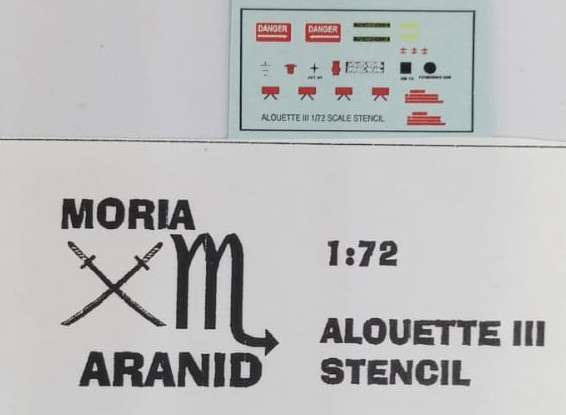 DANGER DANGER
ALOUETTE III 1/72 SCALE STENCIL
MORIA
ARANID
1:72
ALOUETTE III
STENCIL